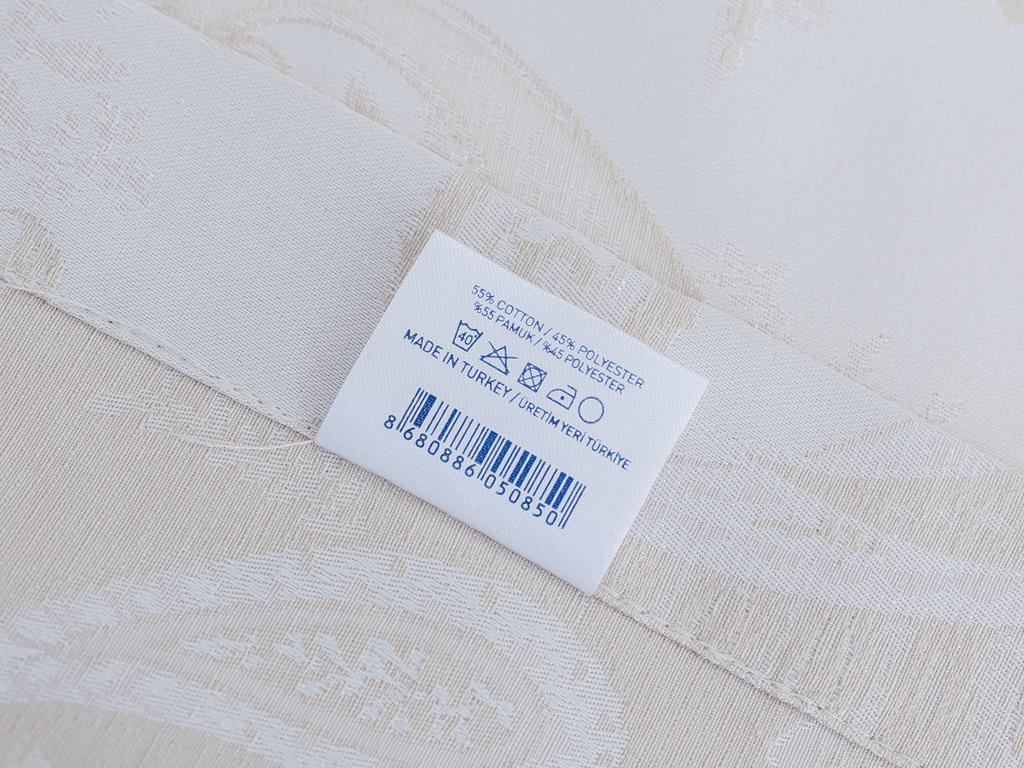 55% COTTON / 45% POLYESTER
%55 PAMUK / %45 POLYESTER
40
MADE IN TURKEY / ÜRETİM YERİ TÜRKİYE
8 680886 050850